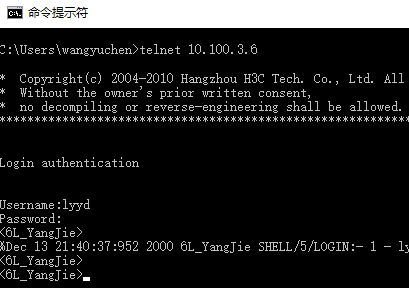 命令提示符
C:\Users\wangyuchen>telnet 10.100.3.6
* Copyright(c) 2004-2010 Hangzhou H3C Tech. Co., Ltd. All
* Without the owner's prior written consent,
* no decompiling or reverse-engineering shall be allowed.
*********************************************************
Login authentication
Username:lyyd
Password:
<6L_YangJie>
%Dec 13 21:40:37:952 2000 6L_YangJie SHELL/5/LOGIN:- 1 - ly
<6L_YangJie>
<6L_YangJie>